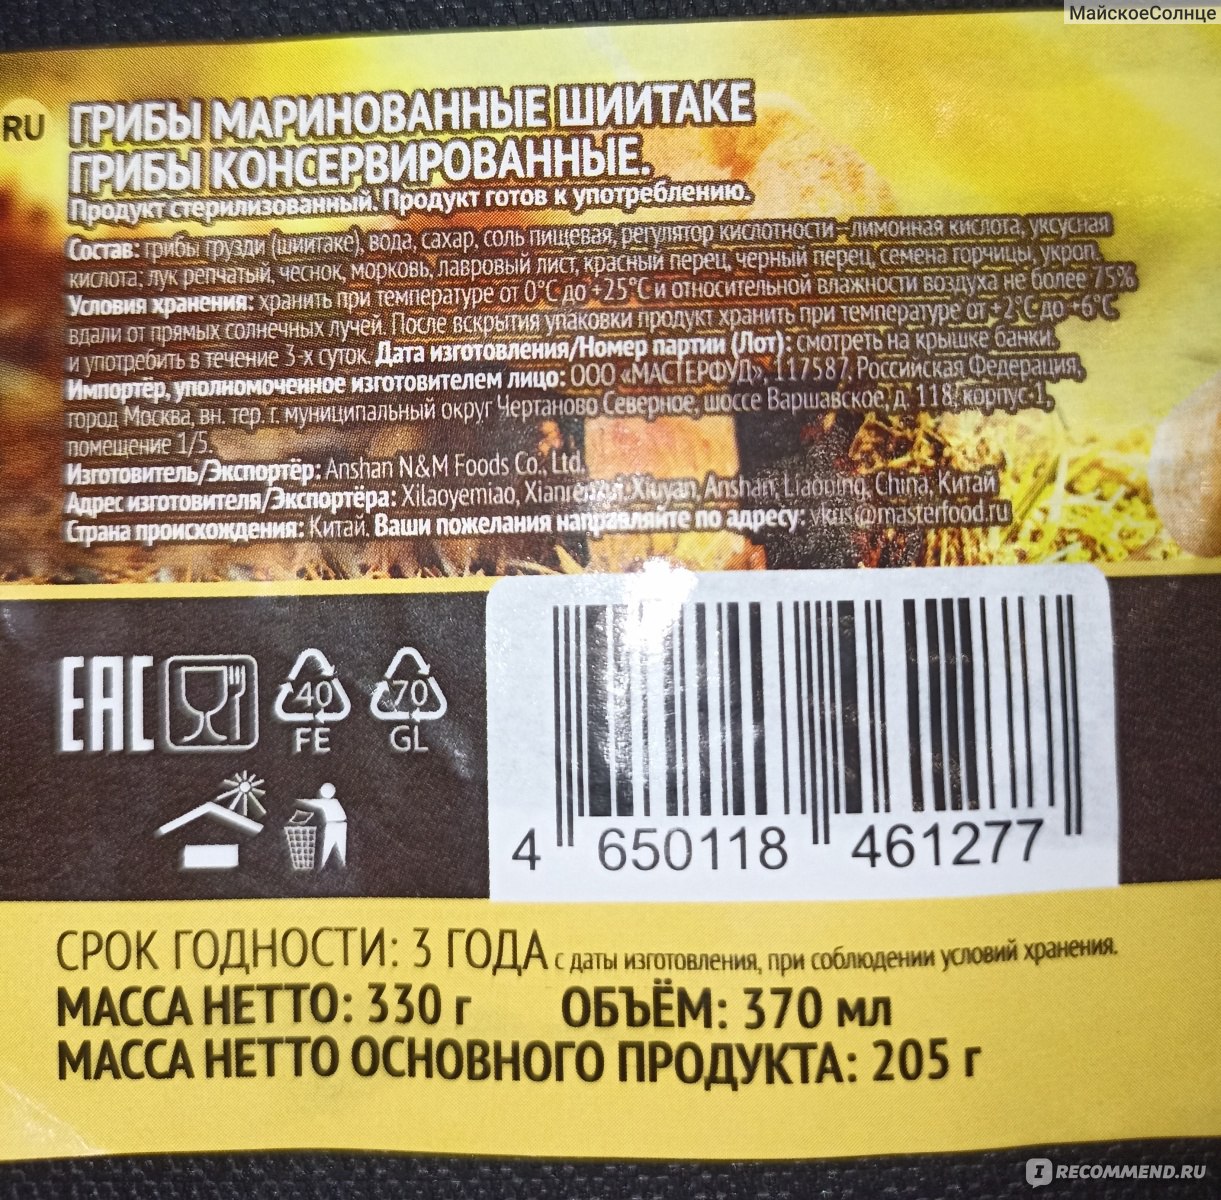 МайскоеСолнце
RU
ГРИБЫ МАРИНОВАННЫЕ ШИИТАКЕ
ГРИБЫ КОНСЕРВИРОВАННЫЕ.
Продукт стерилизованный. Продукт готов к употреблению.
Состав: грибы грузди (шиитаке), вода, сахар, соль пищевая, регулятор кислотности – лимонная кислота, уксусная
кислота; лук репчатый, чеснок, морковь, лавровый лист, красный перец, черный перец, семена горчицы, укроп.
Условия хранения: хранить при температуре от 0°C до +25°C и относительной влажности воздуха не более 75%
вдали от прямых солнечных лучей. После вскрытия упаковки продукт хранить при температуре от +2°C до +6°C
и употребить в течение 3-х суток. Дата изготовления/Номер партии (Лот): смотреть на крышке банки.
Импортёр, уполномоченное изготовителем лицо: ООО «МАСТЕРФУД», 117587, Российская Федерация,
город Москва, вн. тер. г. муниципальный округ Чертаново Северное, шоссе Варшавское, д. 118, корпус 1,
помещение 1/5.
Изготовитель/Экспортёр: Anshan N&M Foods Co., Ltd.
Адрес изготовителя/Экспортёра: Xilaoyemiao, Xiuyan, Anshan, Liaoning, China, Китай
Страна происхождения: Китай. Ваши пожелания направляйте по адресу: vkus@masterfood.ru
EAC
40
FE
70
GL
4 650118 461277
СРОК ГОДНОСТИ: 3 ГОДА с даты изготовления, при соблюдении условий хранения.
МАССА НЕТТО: 330 г ОБЪЁМ: 370 мл
МАССА НЕТТО ОСНОВНОГО ПРОДУКТА: 205 г
IRECOMMEND.RU